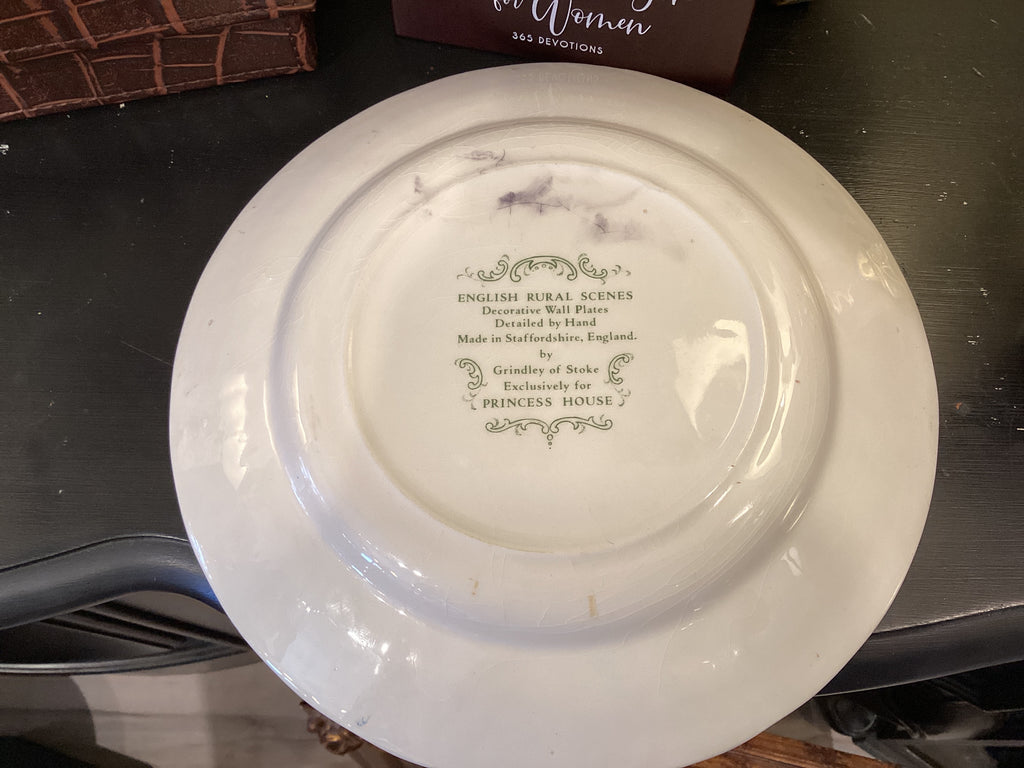 for Women
365 DEVOTIONS
ENGLISH RURAL SCENES
Decorative Wall Plates
Detailed by Hand
Made in Staffordshire, England.
by
Grindley of Stoke
Exclusively for
PRINCESS HOUSE